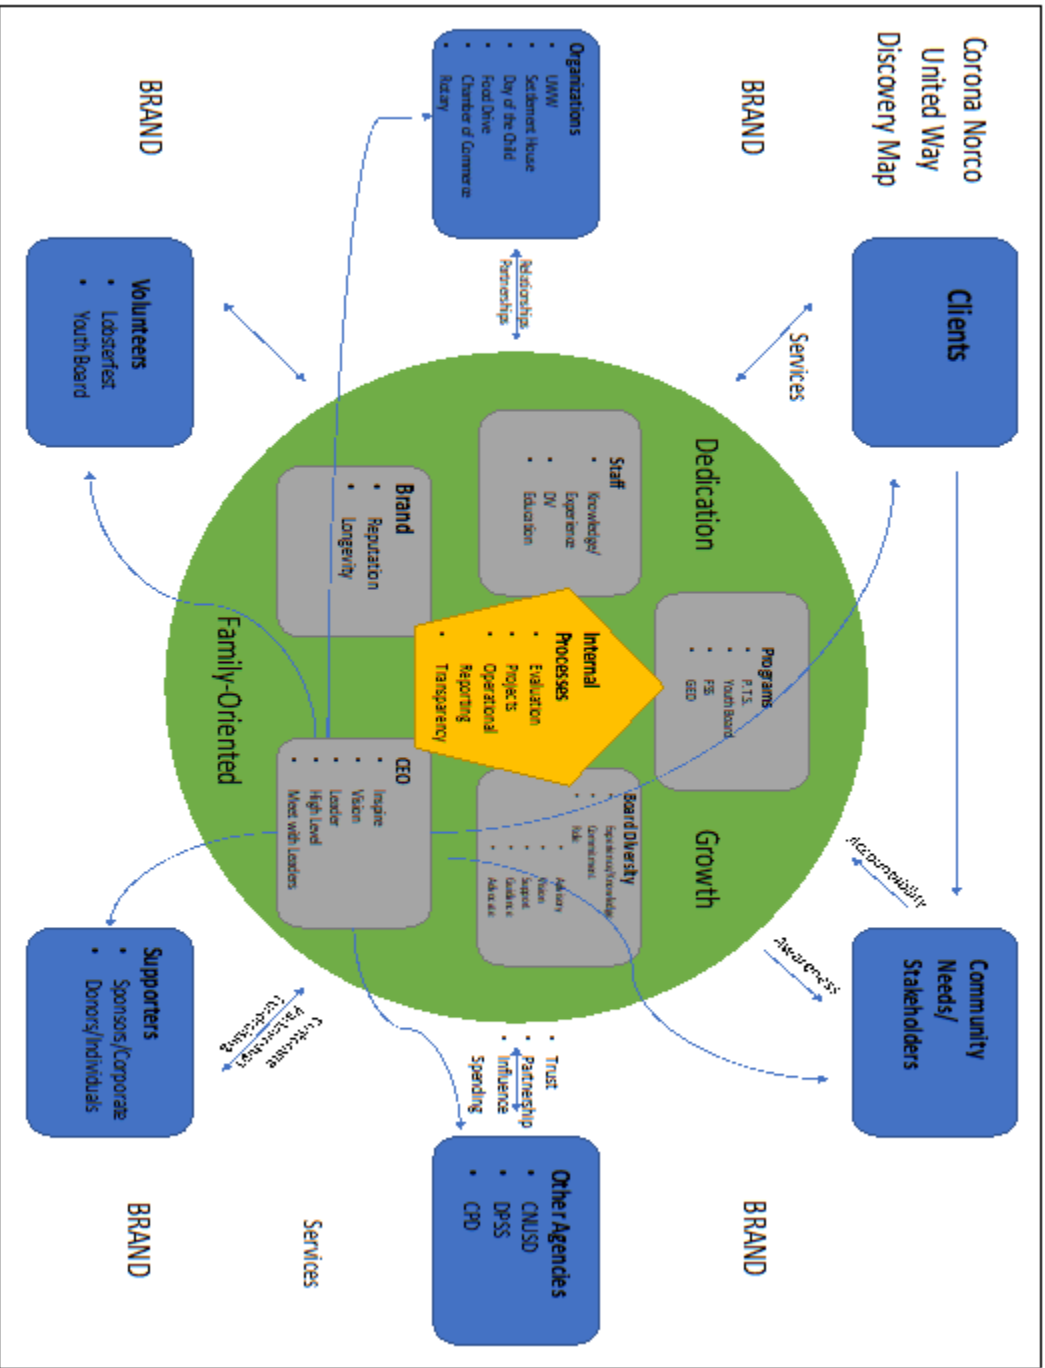 Corona Norco
United Way
Discovery Map
Clients
Community
Needs/
Stakeholders
BRAND
BRAND
Services
Accountability
Awareness
Dedication
Growth
Programs
• P.T.S.
• Youth Board
• FSS
• GED
Organizations
• UWW
• Settlement House
• Day of the Child
• Food Drive
• Chamber of Commerce
• Rotary
Relationships
Partnerships
Staff
• Knowledge/
Experience
• DV
• Education
Internal
Processes
• Evaluation
• Projects
• Operational
Reporting
• Transparency
Board Diversity
• Experience/Knowledge
• Commitment
• Role
• Advisory
• Vision
• Support
• Guidance
• Advocate
• Trust
• Partnership
• Influence
Spending
Other Agencies
• CNUSD
• DPSS
• CPD
Brand
• Reputation
• Longevity
CEO
• Inspire
• Vision
• Leader
• High Level
• Meet with Leaders
Family-Oriented
Corporate
Partnerships
Services
Volunteers
• Lobsterfest
• Youth Board
Supporters
• Sponsors/Corporate
• Donors/Individuals
BRAND
BRAND